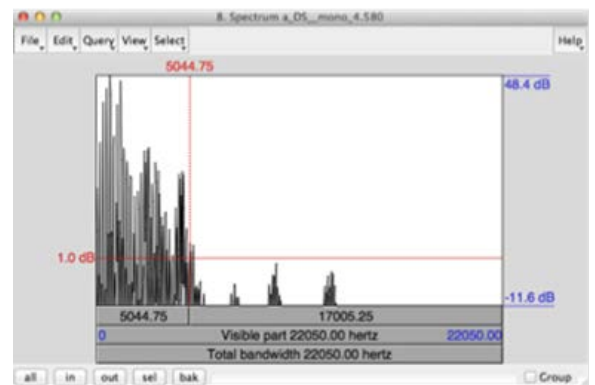 8. Spectrum a_DS__mono_4.580
File Edit Query View Select Help
5044.75
48.4 dB
1.0 dB
-11.6 dB
5044.75 17005.25
0 Visible part 22050.00 hertz 22050.00
Total bandwidth 22050.00 hertz
all in out sel bak Group